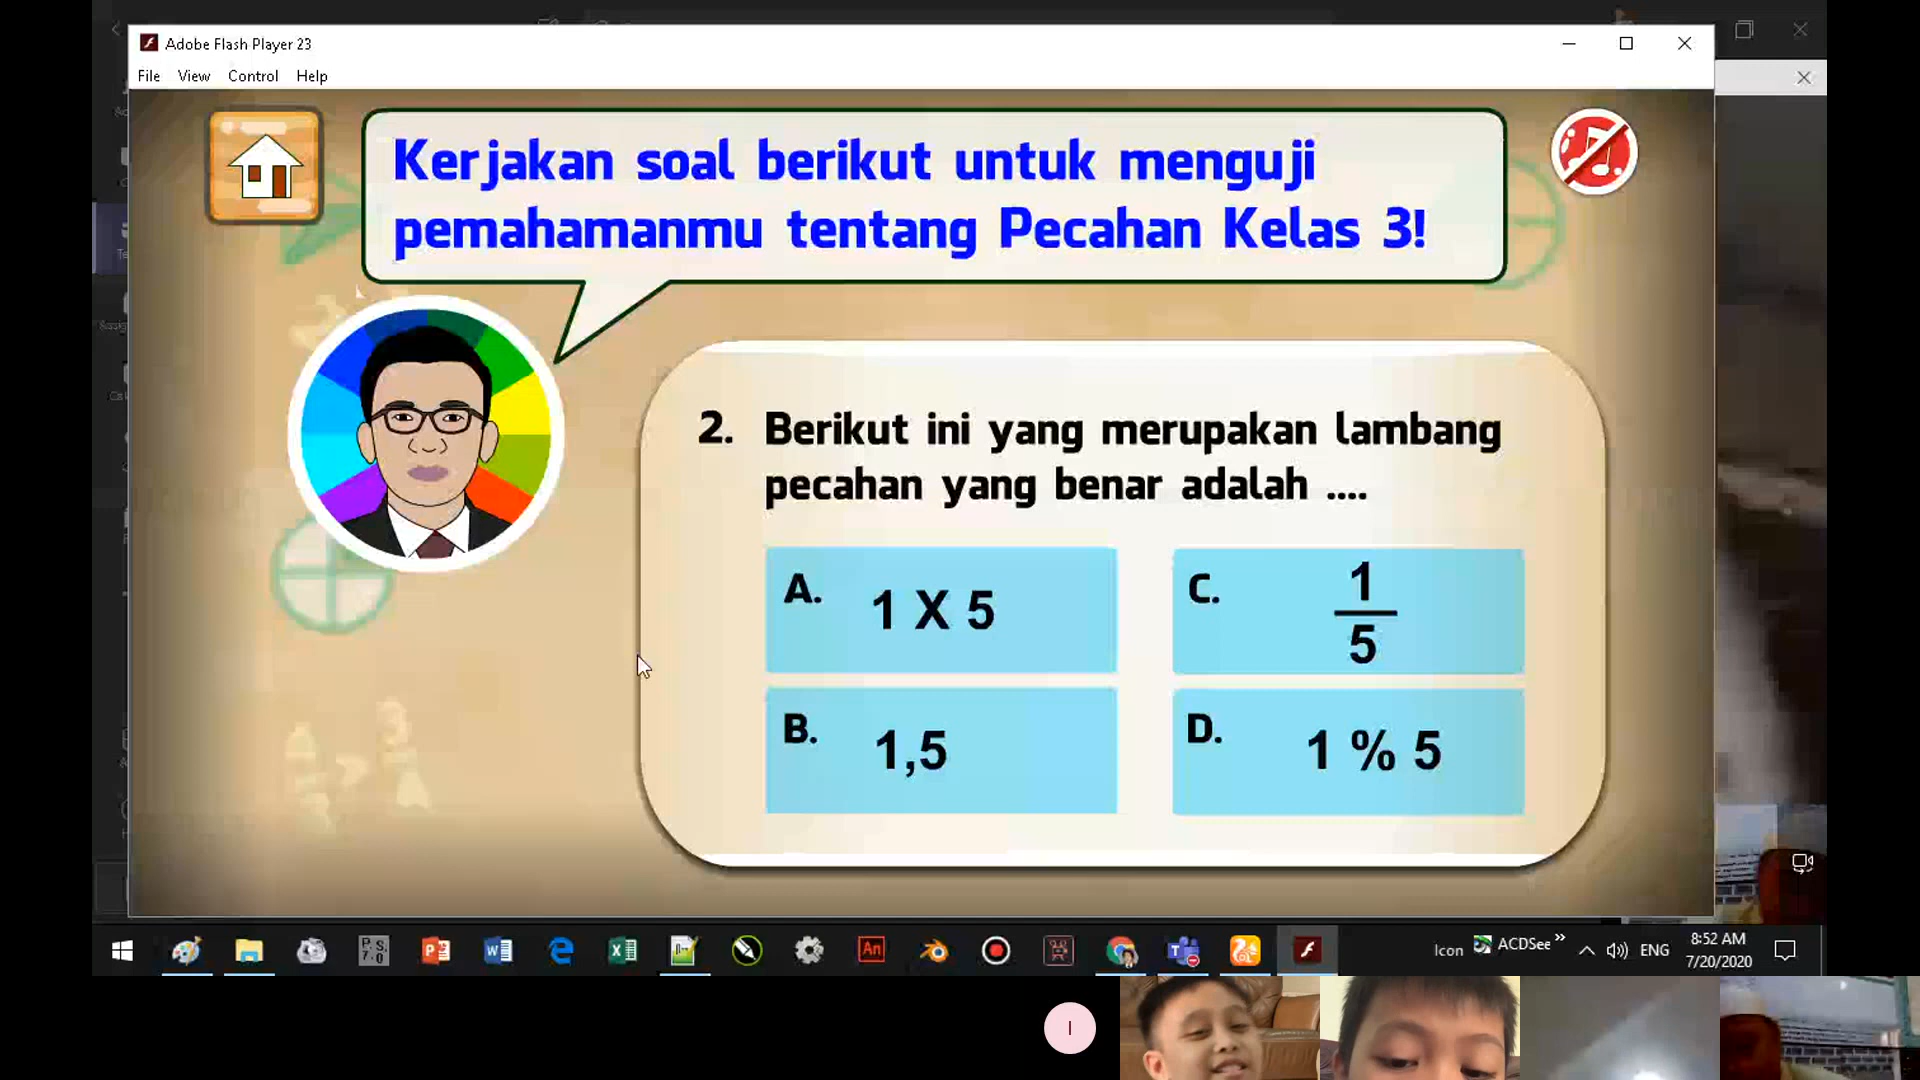 Adobe Flash Player 23
File View Control Help
Kerjakan soal berikut untuk menguji
pemahamanmu tentang Pecahan Kelas 3!
2. Berikut ini yang merupakan lambang
pecahan yang benar adalah ....
A. 1 X 5
C. 1
5
B. 1,5
D. 1 % 5
Icon ACDSee » ENG
8:52 AM
7/20/2020
I